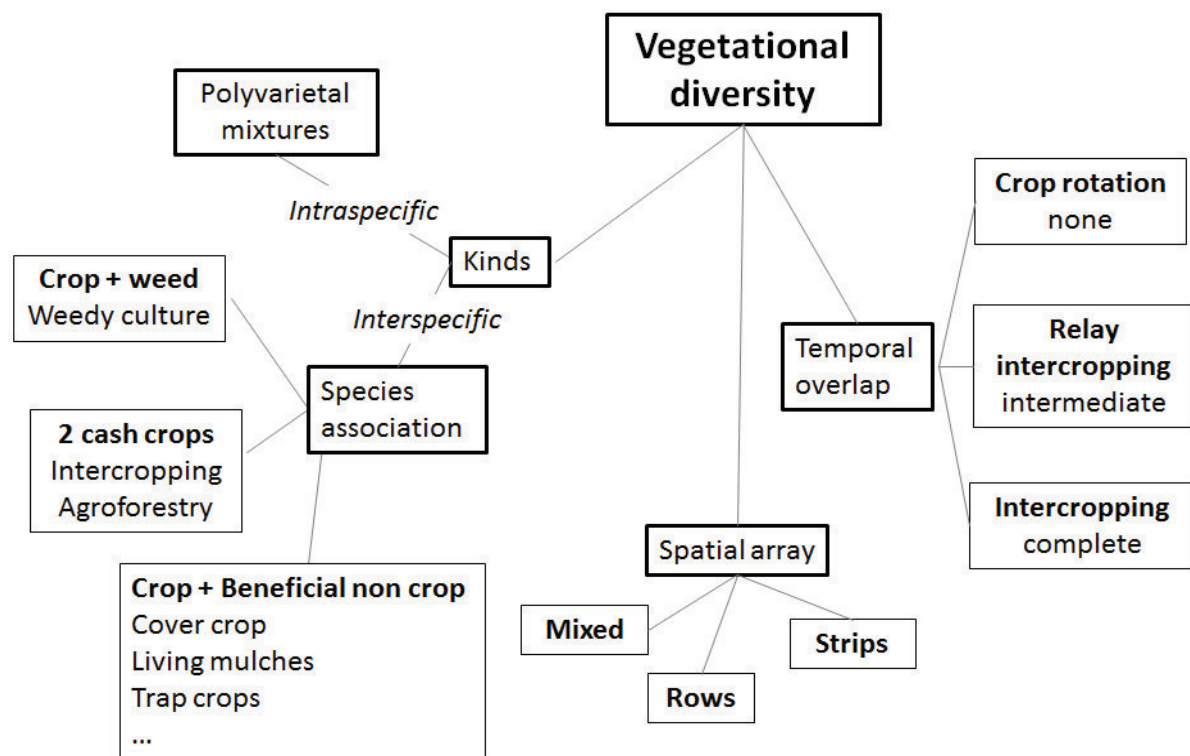 Vegetational
diversity
Polyvarietal
mixtures
Intraspecific
Kinds
Interspecific
Crop + weed
Weedy culture
Species
association
2 cash crops
Intercropping
Agroforestry
Crop + Beneficial non crop
Cover crop
Living mulches
Trap crops
...
Spatial array
Mixed
Rows
Strips
Temporal
overlap
Crop rotation
none
Relay
intercropping
intermediate
Intercropping
complete